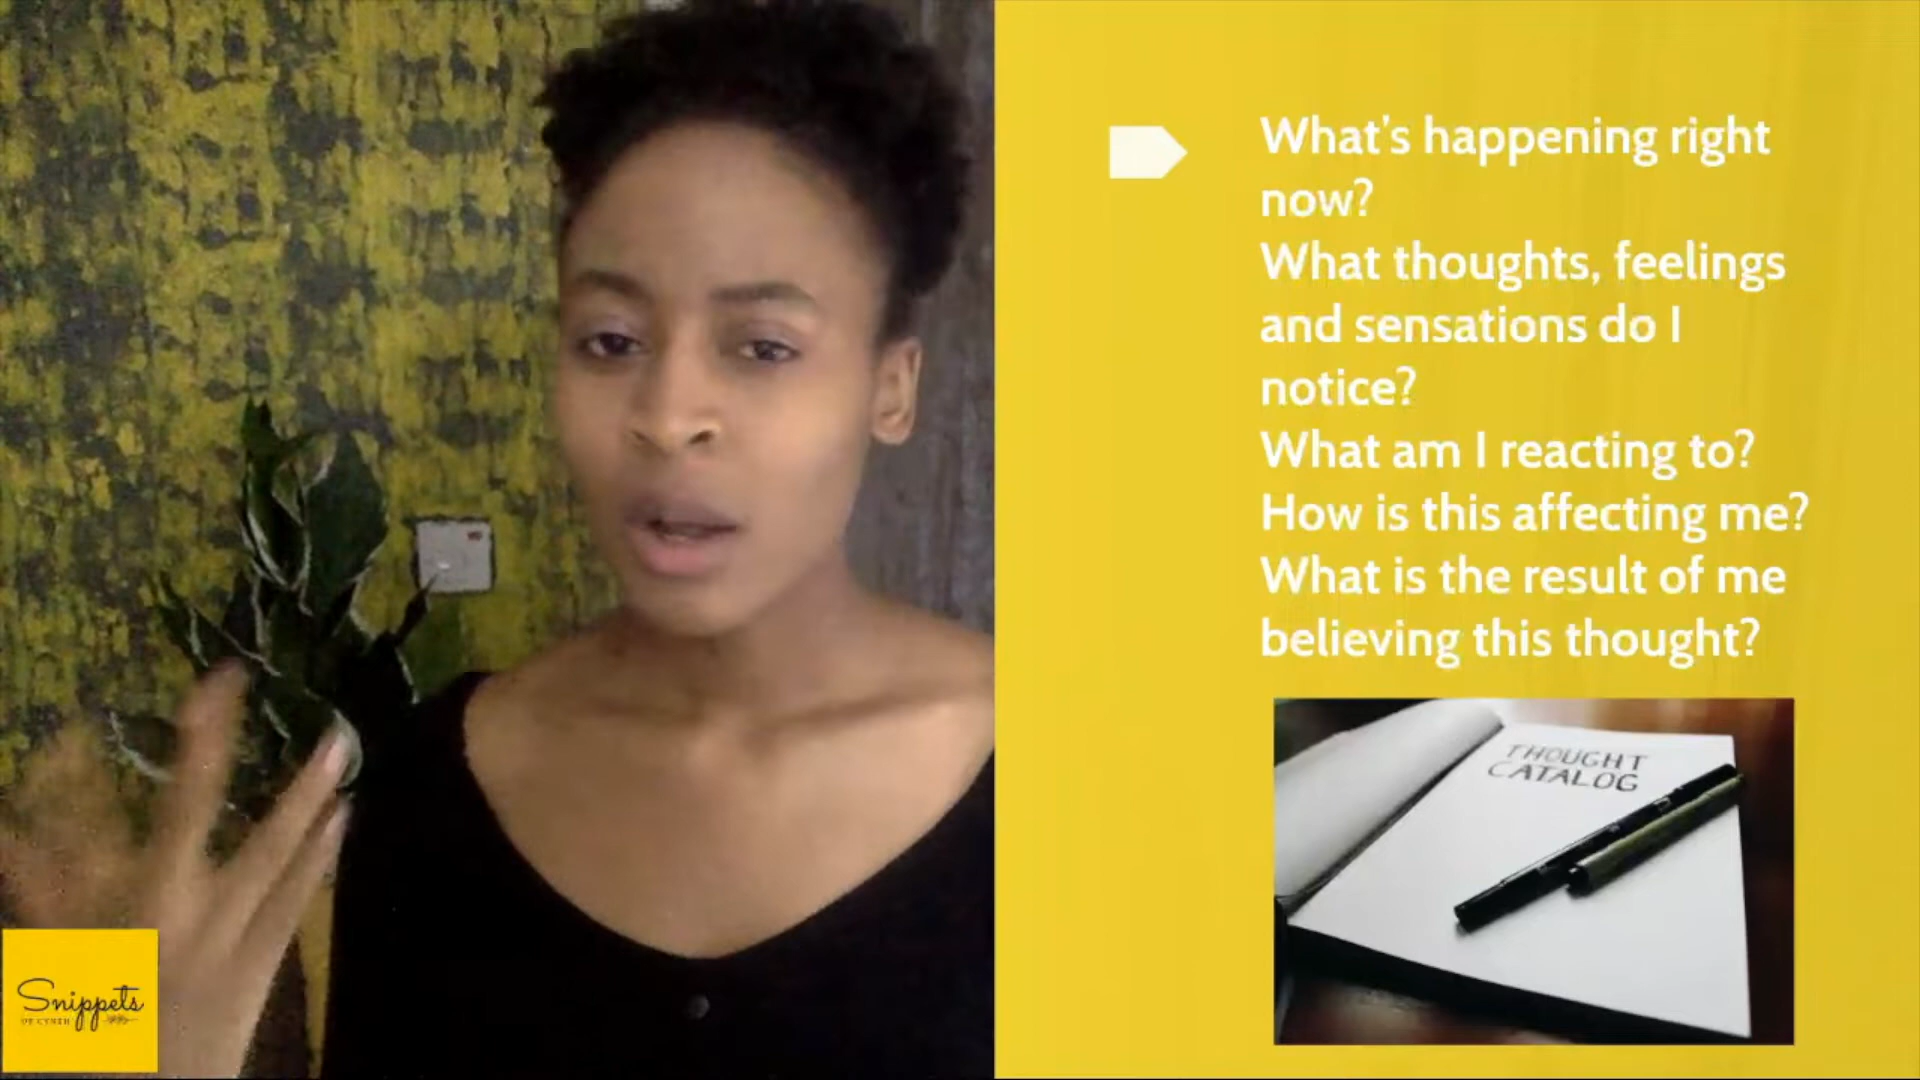 What's happening right
now?
What thoughts, feelings
and sensations do I
notice?
What am I reacting to?
How is this affecting me?
What is the result of me
believing this thought?
THOUGHT
CATALOG
Snippets